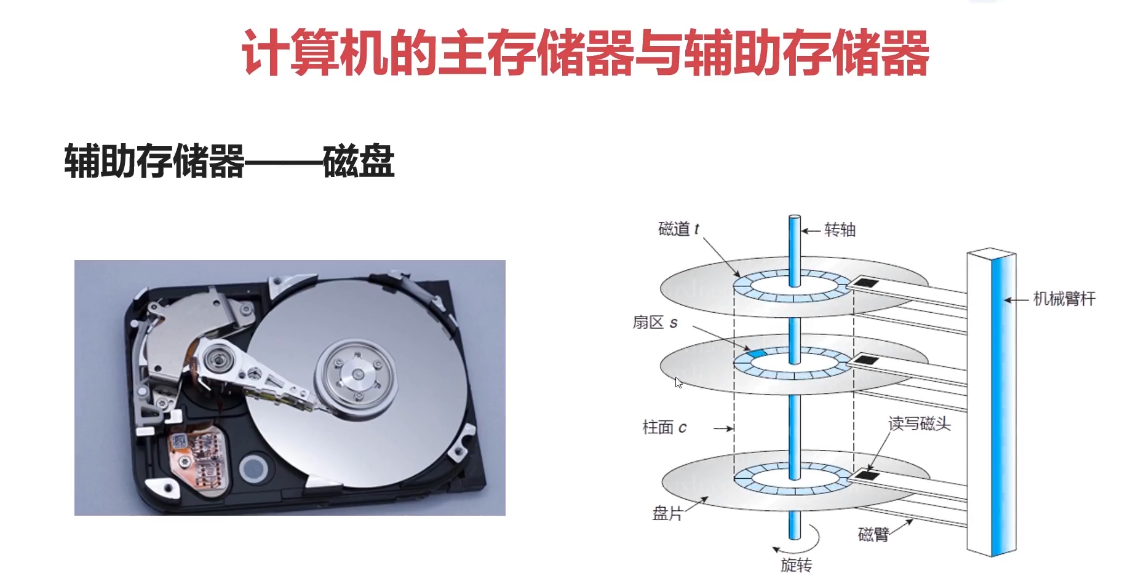 计算机的主存储器与辅助存储器
辅助存储器——磁盘
磁道 t
转轴
机械臂杆
扇区 s
柱面 c
读写磁头
盘片
磁臂
旋转